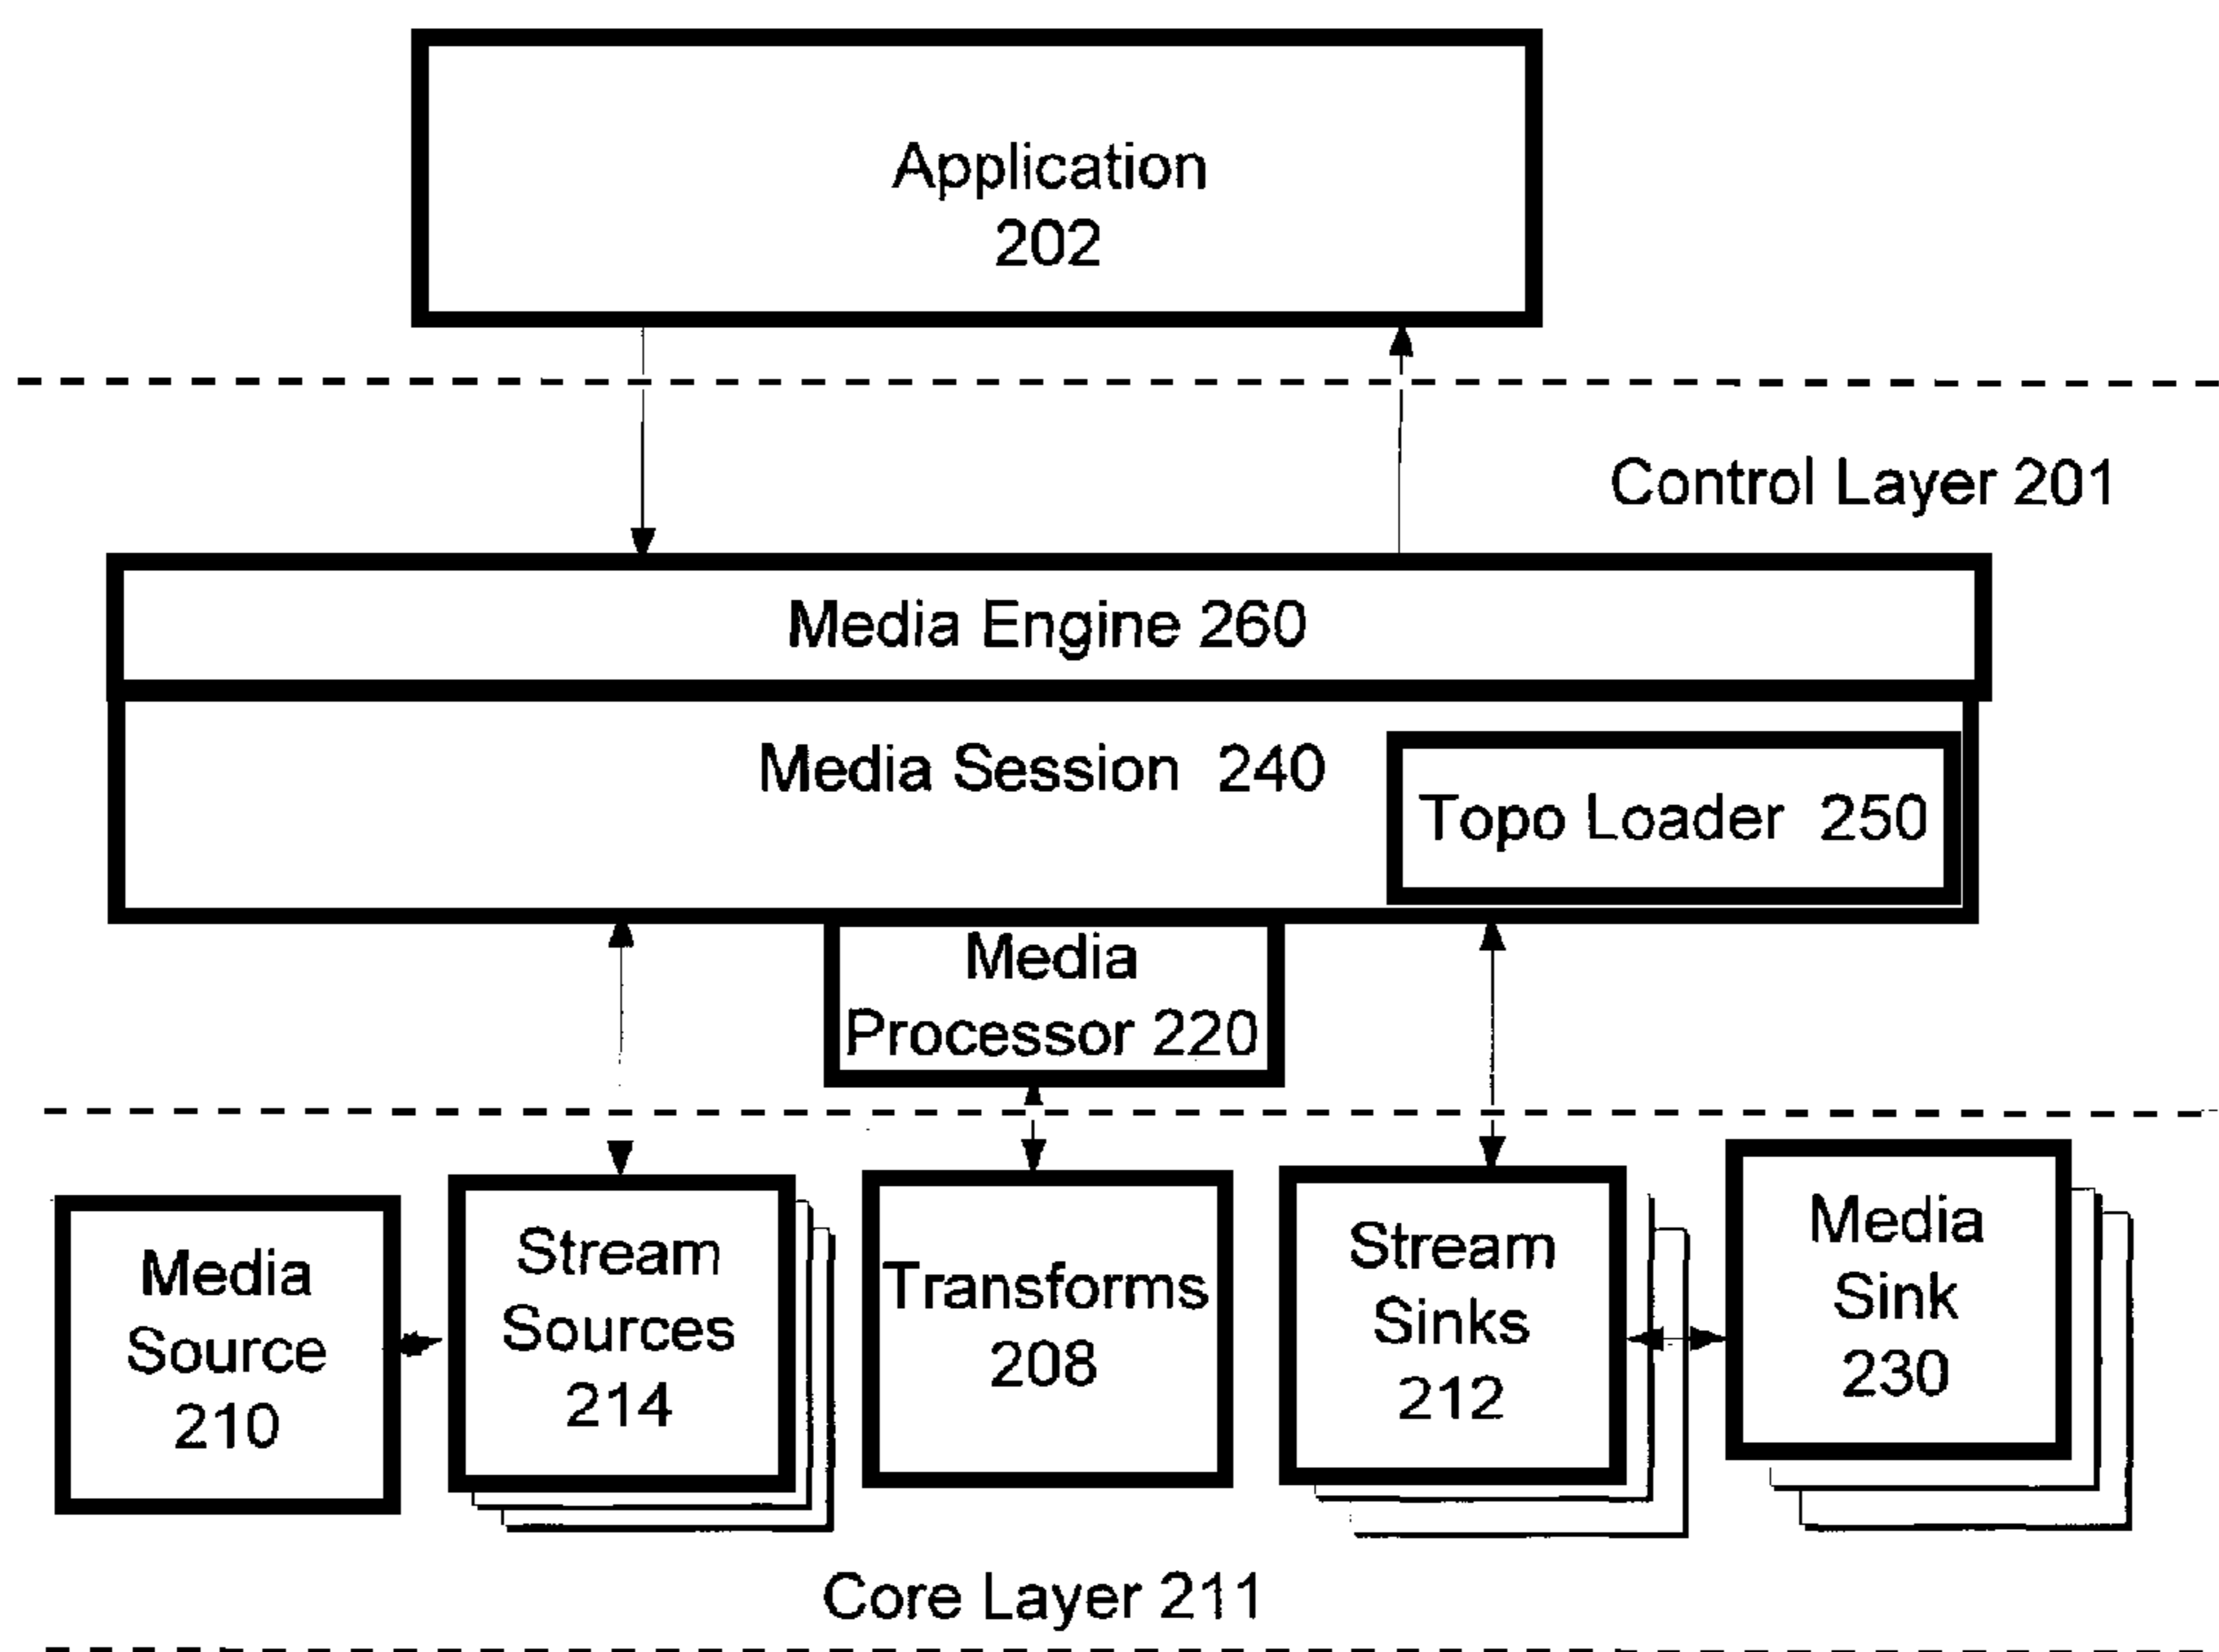 Application
202
Control Layer 201
Media Engine 260
Media Session 240
Topo Loader 250
Media
Processor 220
Media
Source
210
Stream
Sources
214
Transforms
208
Stream
Sinks
212
Media
Sink
230
Core Layer 211